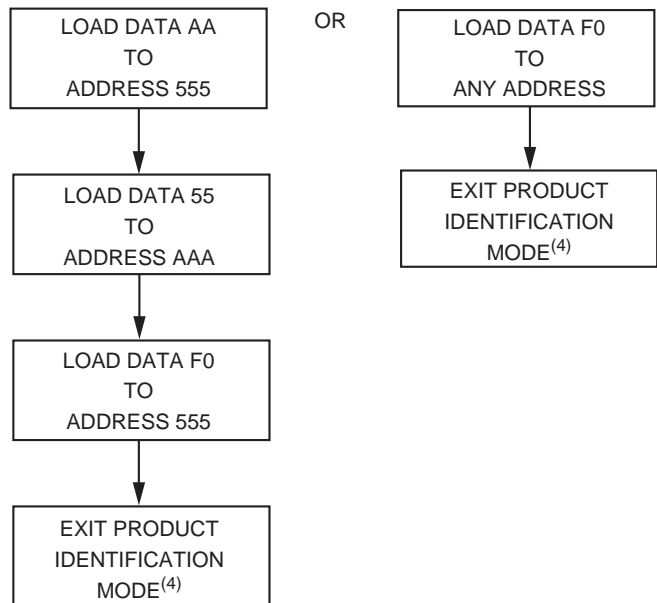 LOAD DATA AA
TO
ADDRESS 555
LOAD DATA 55
TO
ADDRESS AAA
LOAD DATA F0
TO
ADDRESS 555
EXIT PRODUCT
IDENTIFICATION
MODE(4)
OR
LOAD DATA F0
TO
ANY ADDRESS
EXIT PRODUCT
IDENTIFICATION
MODE(4)